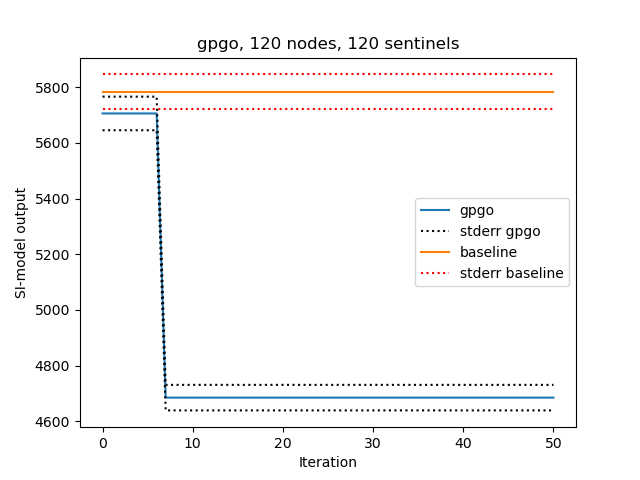 gpgo, 120 nodes, 120 sentinels
5800
5600
5400
5200
5000
4800
4600
SI-model output
gpgo
stderr gpgo
baseline
stderr baseline
0 10 20 30 40 50
Iteration